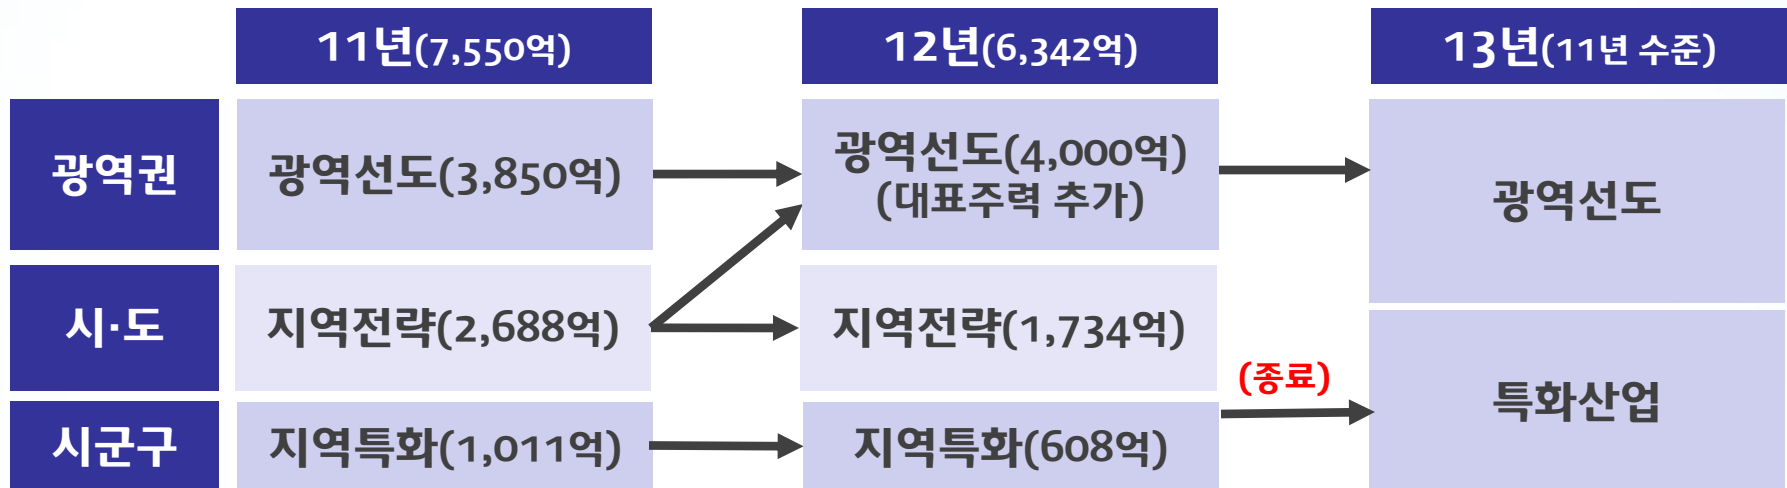 11년(7,550억)
12년(6,342억)
13년(11년 수준)
광역권
광역선도(3,850억)
광역선도(4,000억)
(대표주력 추가)
광역선도
시·도
지역전략(2,688억)
지역전략(1,734억)
(종료)
특화산업
시군구
지역특화(1,011억)
지역특화(608억)